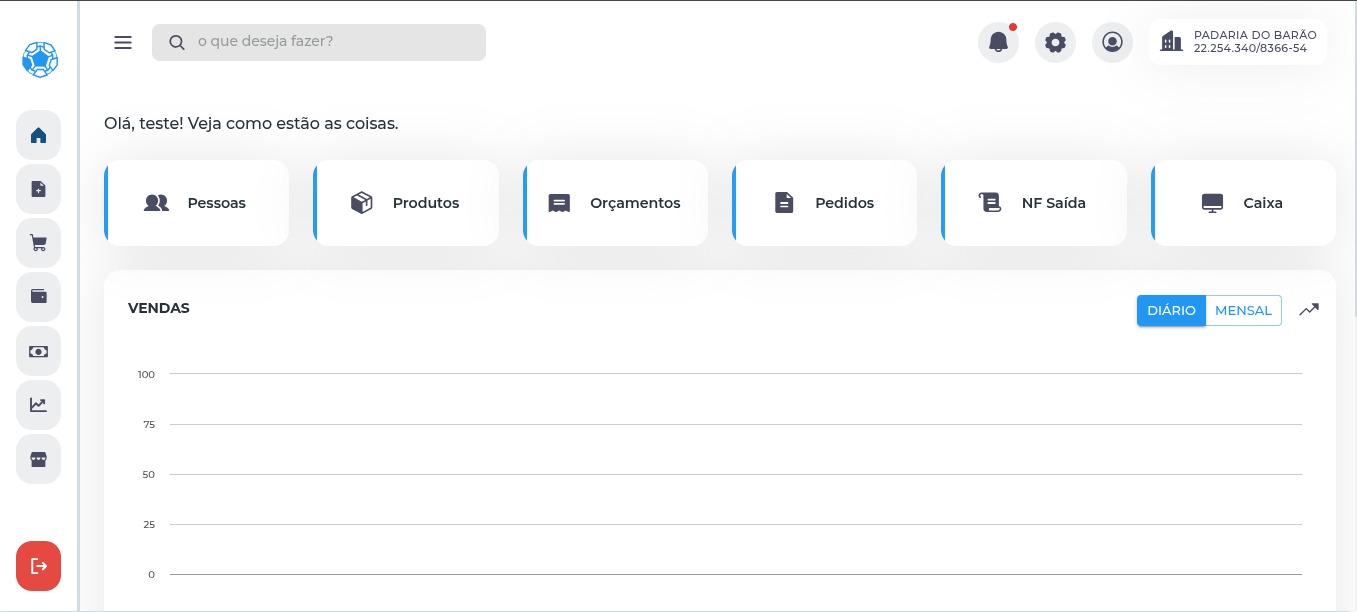 o que deseja fazer?
PADARIA DO BARÃO
22.254.340/8366-54
Olá, teste! Veja como estão as coisas.
Pessoas
Produtos
Orçamentos
Pedidos
NF Saída
Caixa
VENDAS
DIÁRIO
MENSAL
100
75
50
25
0